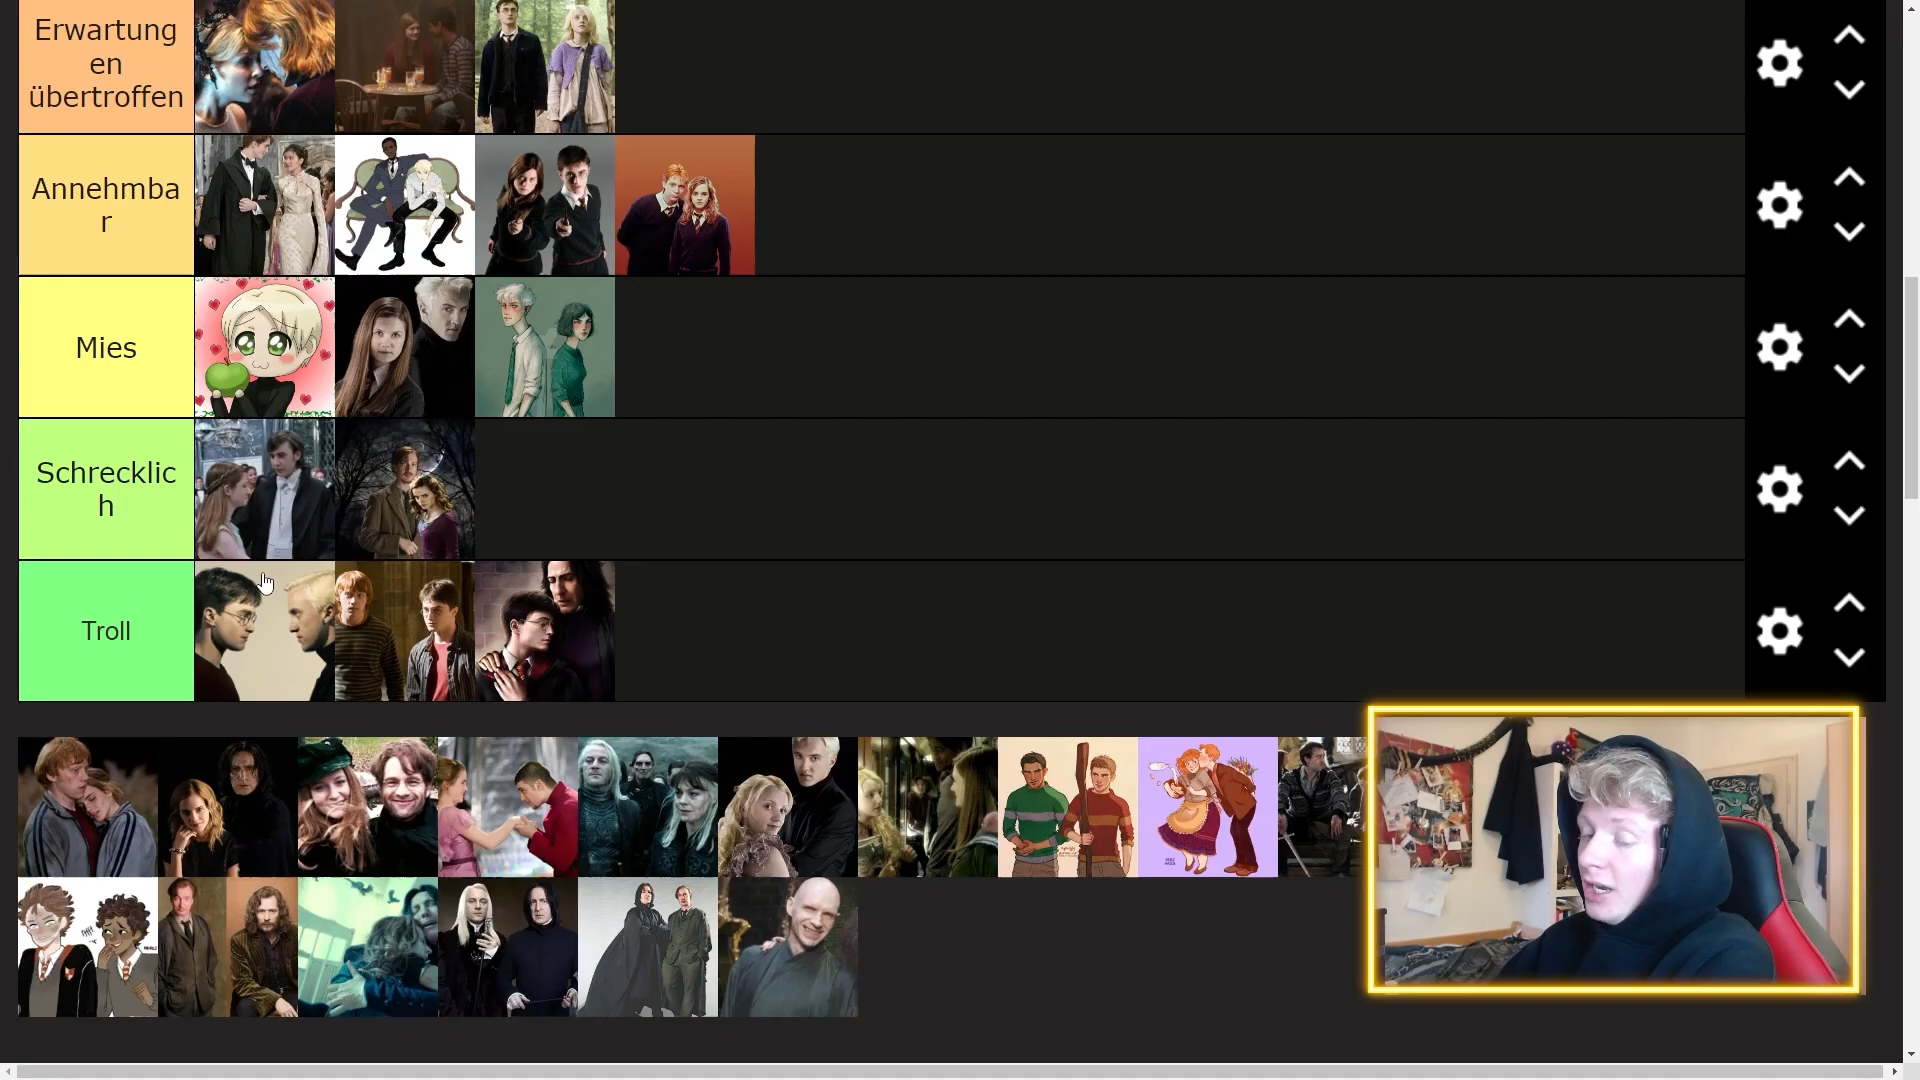 Erwartung
en
übertroffen
Annehmba
r
Mies
Schrecklic
h
Troll